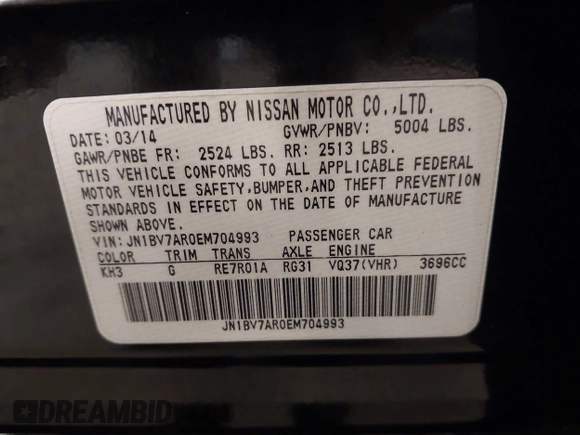 MANUFACTURED BY NISSAN MOTOR CO.,LTD.
DATE: 03/14 GVWR/PNBV: 5004 LBS.
GAWR/PNBE FR: 2524 LBS. RR: 2513 LBS.
THIS VEHICLE CONFORMS TO ALL APPLICABLE FEDERAL
MOTOR VEHICLE SAFETY,BUMPER,AND THEFT PREVENTION
STANDARDS IN EFFECT ON THE DATE OF MANUFACTURE
SHOWN ABOVE.
VIN: JN1BV7AR0EM704993 PASSENGER CAR
COLOR TRIM TRANS AXLE ENGINE
KH3 G RE7R01A RG31 VQ37(VHR) 3696CC
JN1BV7AR0EM704993
DREAMBID